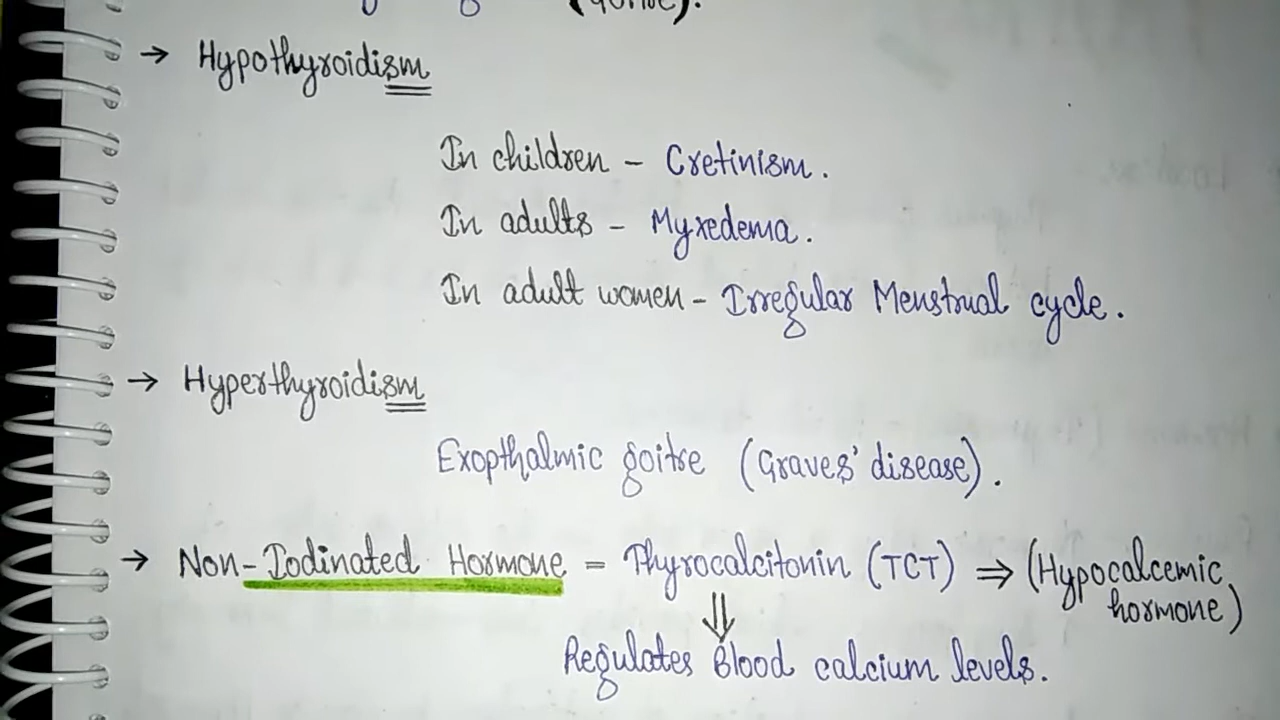 → Hypothyroidism
In children - Cretinism.
In adults - Myxedema.
In adult women - Irregular Menstrual cycle.
→ Hyperthyroidism
Exopthalmic goitre (Graves' disease).
→ Non-Iodinated Hormone = Thyrocalcitonin (TCT) ⇒ (Hypocalcemic
hormone)
⇓
Regulates Blood calcium levels.